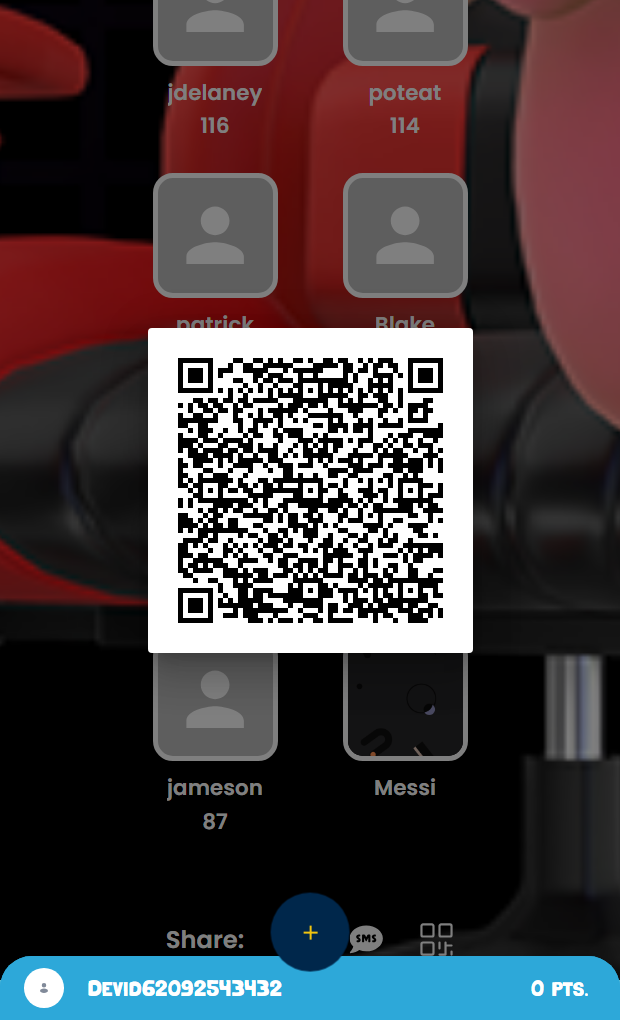 jdelaney poteat
116 114
patrick Blake
jameson Messi
87
Share: SMS
+
DEVID62092543432 0 PTS.